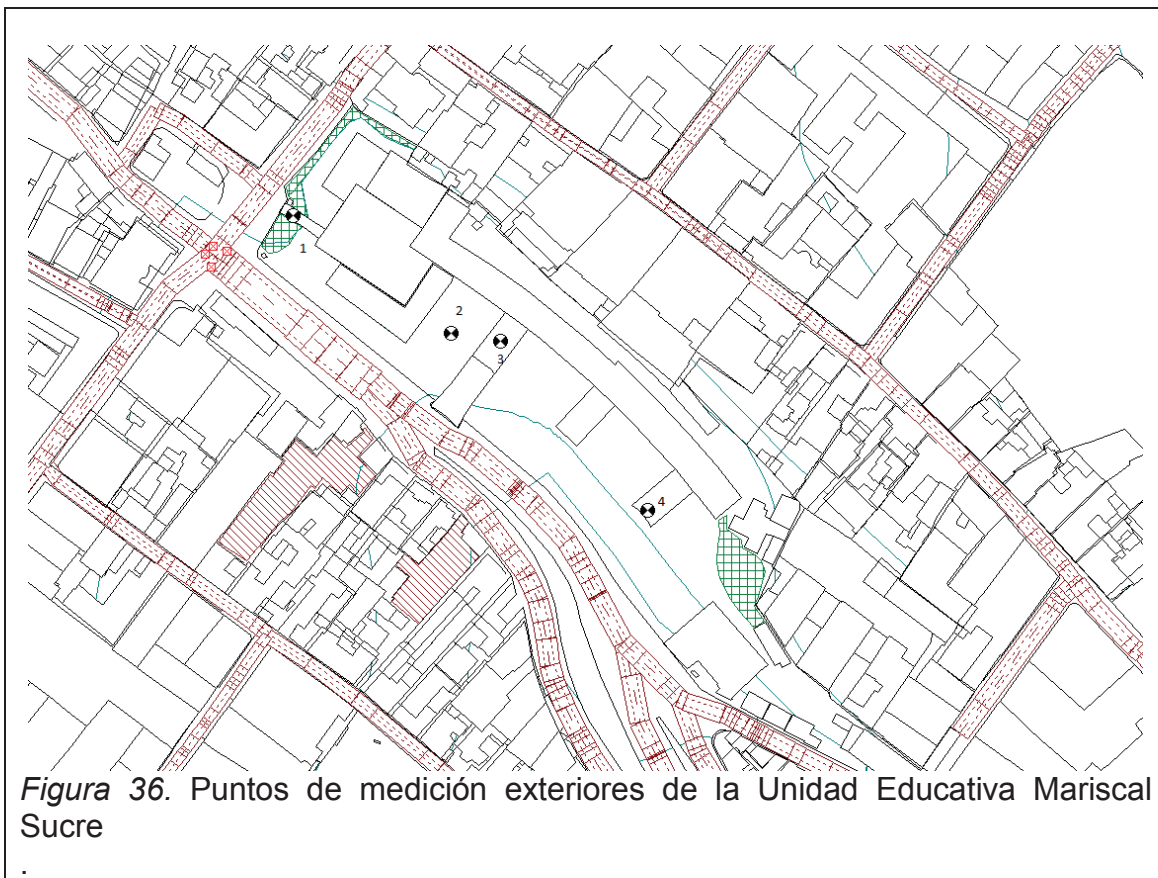 1
2
3
4
Figura 36. Puntos de medición exteriores de la Unidad Educativa Mariscal
Sucre
.